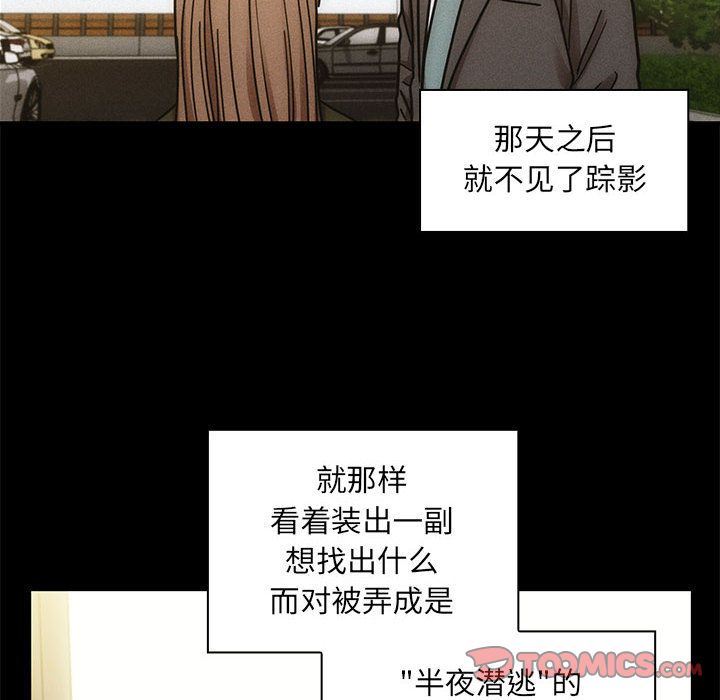 那天之后
就不见了踪影
就那样
看着装出一副
想找出什么
而对被弄成是
"半夜潜逃"的
TOOMICS.COM